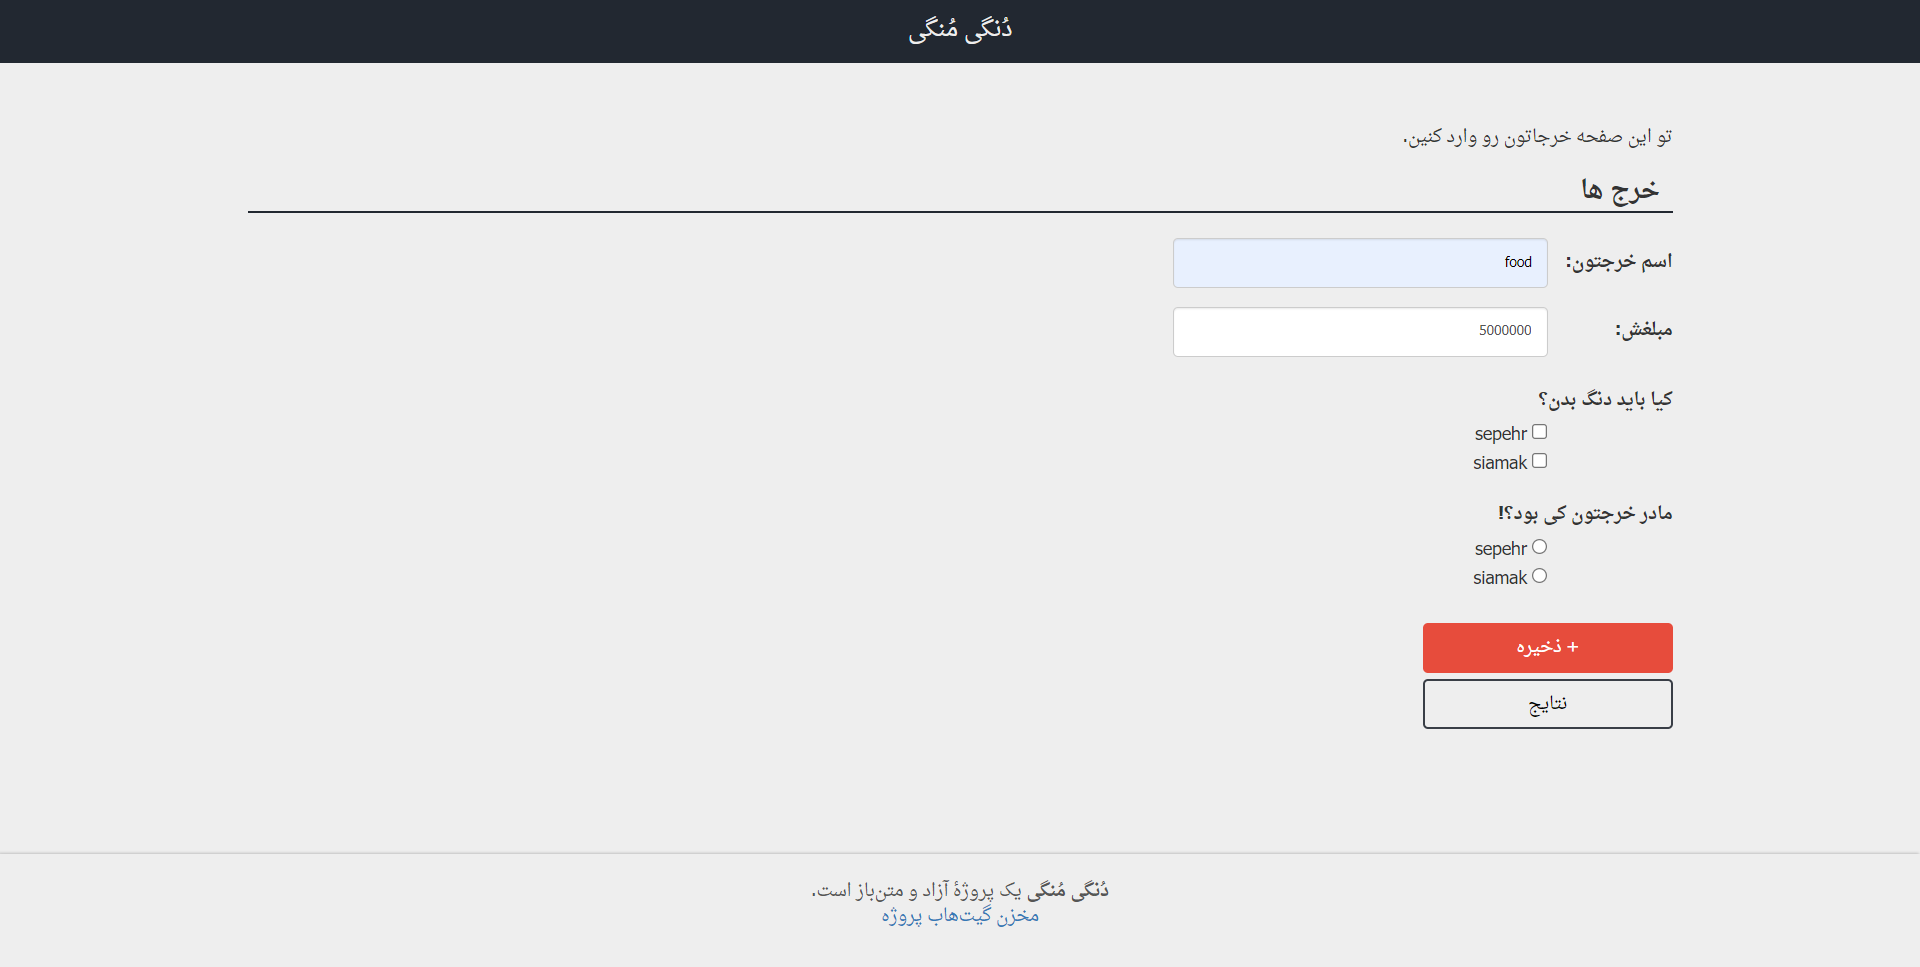 دُنگی مُنگی
تو این صفحه خرجاتون رو وارد کنین.
خرج ها
اسم خرجتون: food
مبلغش: 5000000
کیا باید دنگ بدن؟
sepehr
siamak
مادر خرجتون کی بود؟!
sepehr
siamak
+ ذخیره
نتایج
دُنگی مُنگی یک پروژهٔ آزاد و متن‌باز است.
مخزن گیت‌هاب پروژه